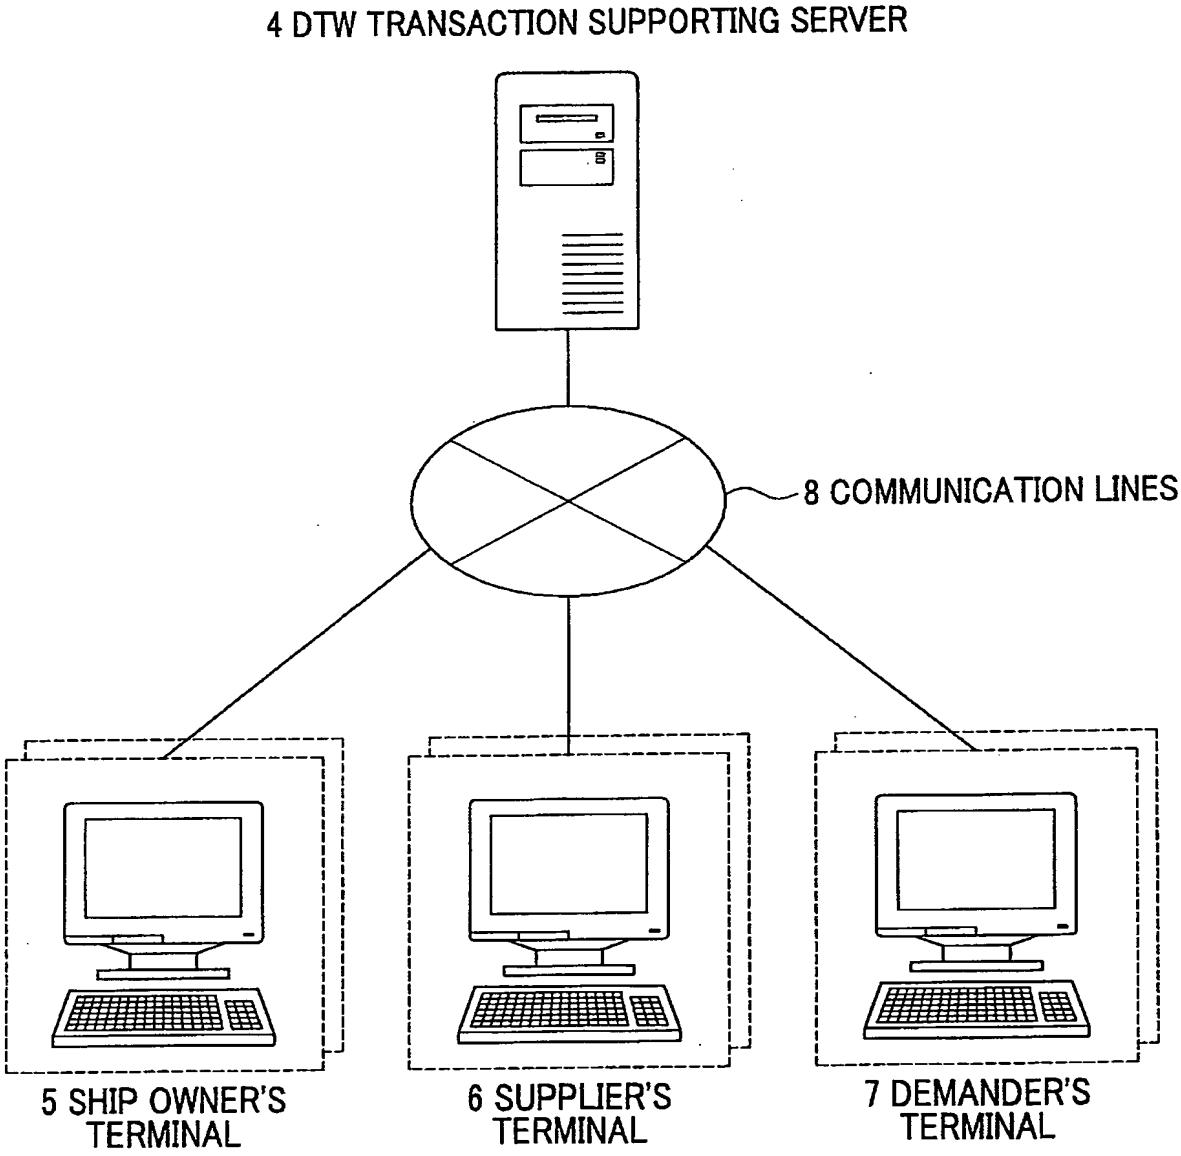 4 DTW TRANSACTION SUPPORTING SERVER
8 COMMUNICATION LINES
5 SHIP OWNER'S
TERMINAL
6 SUPPLIER'S
TERMINAL
7 DEMANDER'S
TERMINAL